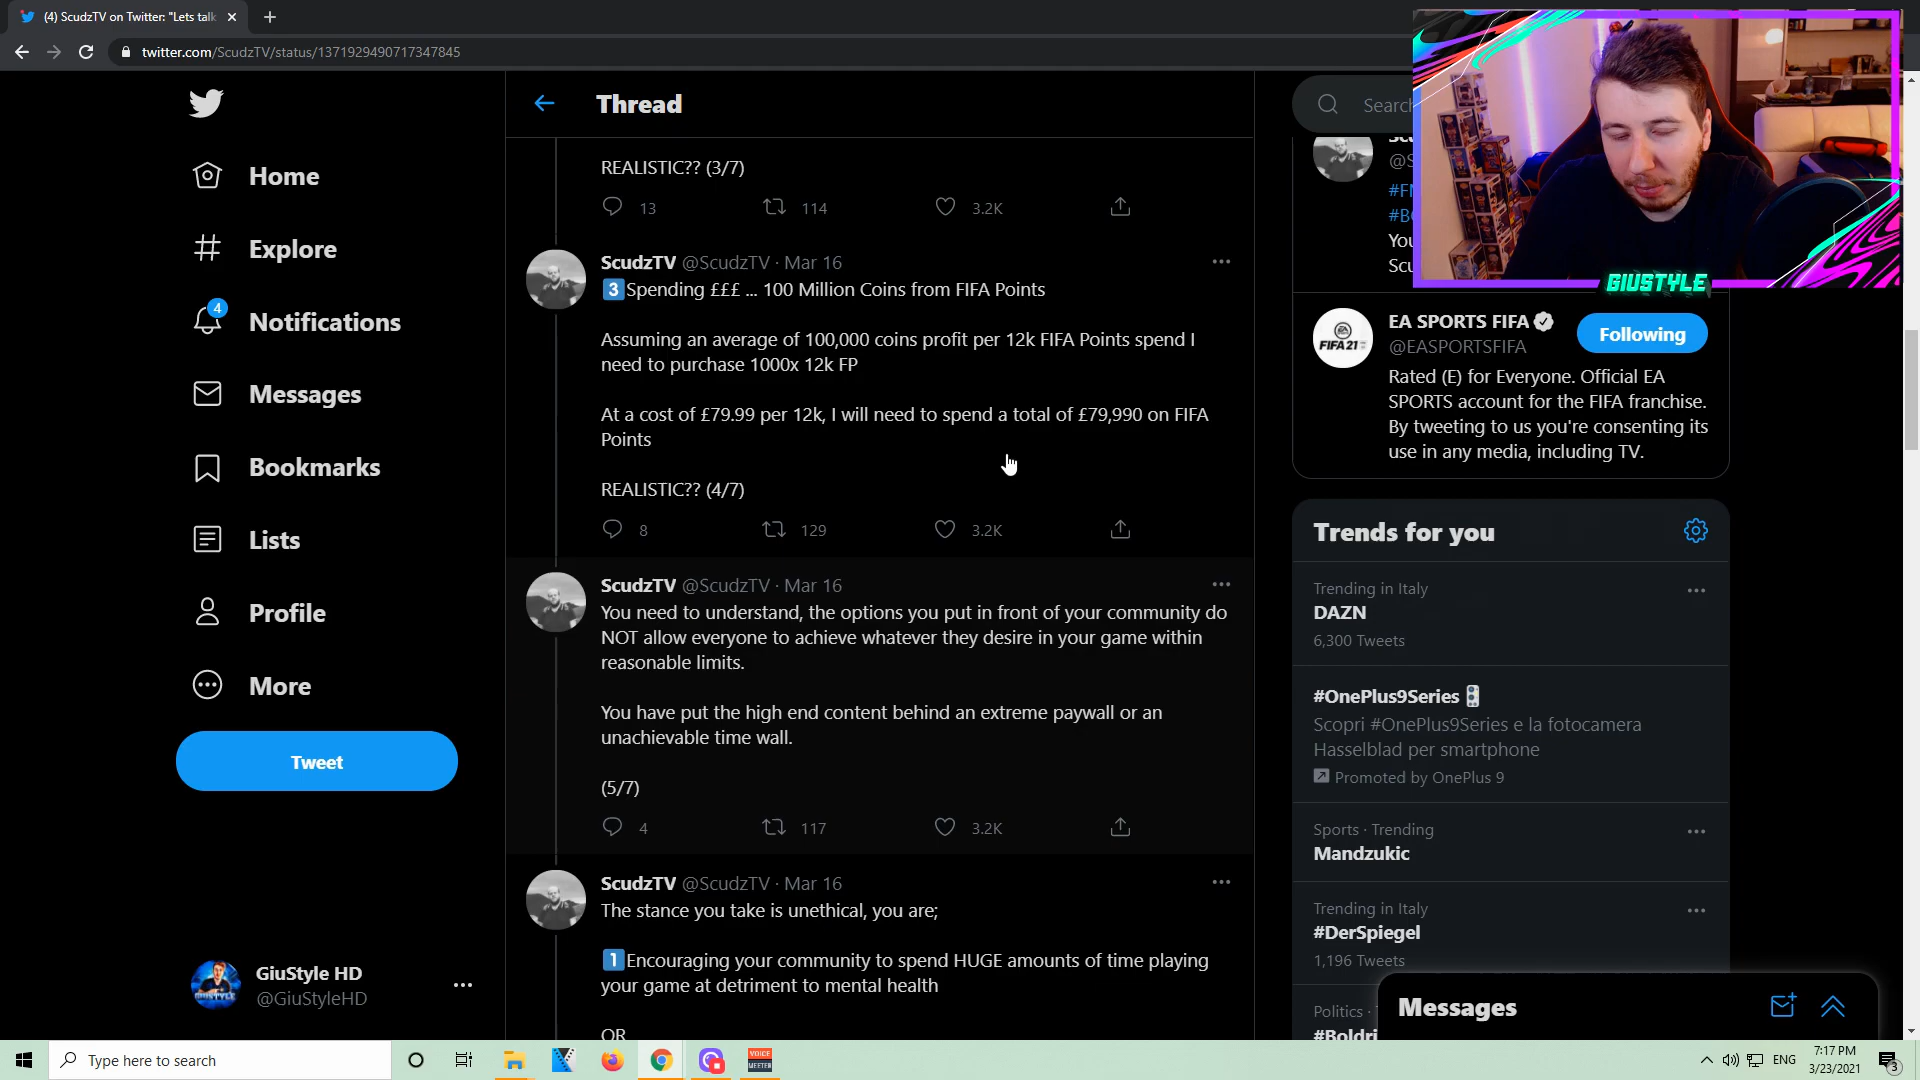 (4) ScudzTV on Twitter: "Lets talk
twitter.com/ScudzTV/status/1371929490717347845
Home
Explore
4
Notifications
Messages
Bookmarks
Lists
Profile
More
Tweet
GiuStyle HD
@GiuStyleHD
Thread
REALISTIC?? (3/7)
13 114 3.2K
ScudzTV @ScudzTV · Mar 16
3 Spending £££ ... 100 Million Coins from FIFA Points
Assuming an average of 100,000 coins profit per 12k FIFA Points spend I
need to purchase 1000x 12k FP
At a cost of £79.99 per 12k, I will need to spend a total of £79,990 on FIFA
Points
REALISTIC?? (4/7)
8 129 3.2K
ScudzTV @ScudzTV · Mar 16
You need to understand, the options you put in front of your community do
NOT allow everyone to achieve whatever they desire in your game within
reasonable limits.
You have put the high end content behind an extreme paywall or an
unachievable time wall.
(5/7)
4 117 3.2K
ScudzTV @ScudzTV · Mar 16
The stance you take is unethical, you are;
1 Encouraging your community to spend HUGE amounts of time playing
your game at detriment to mental health
OR
Search
GIUSTYLE
EA SPORTS FIFA
@EASPORTSFIFA
Following
FIFA 21
Rated (E) for Everyone. Official EA
SPORTS account for the FIFA franchise.
By tweeting to us you're consenting its
use in any media, including TV.
Trends for you
Trending in Italy
DAZN
6,300 Tweets
#OnePlus9Series
Scopri #OnePlus9Series e la fotocamera
Hasselblad per smartphone
Promoted by OnePlus 9
Sports · Trending
Mandzukic
Trending in Italy
#DerSpiegel
1,196 Tweets
Politics ·
#Boldri
Messages
Type here to search
VOICE
MEETER
ENG
7:17 PM
3/23/2021
3